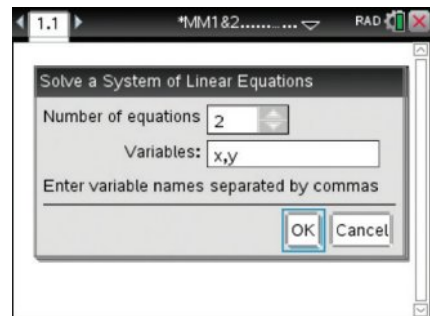 1.1 *MM1&2...... ... RAD
Solve a System of Linear Equations
Number of equations 2
Variables: x,y
Enter variable names separated by commas
OK Cancel